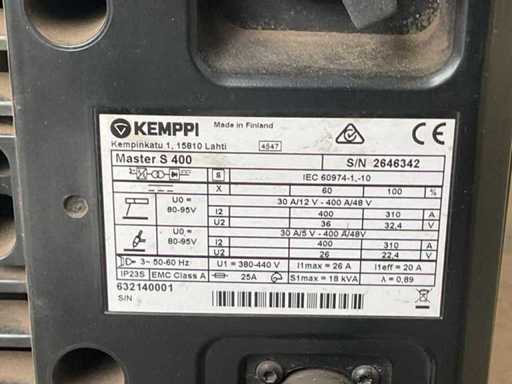 KEMPPI Made in Finland
Kempinkatu 1, 15810 Lahti 4547
Master S 400 S/N 2646342
S IEC 60974-1,-10
X 60 100 %
U0 = 80-95V 30 A/12 V - 400 A/48 V
I2 400 310 A
U2 36 32,4 V
U0 = 80-95V 30 A/5 V - 400 A/48V
I2 400 310 A
U2 26 22,4 V
3~ 50-60 Hz U1 = 380-440 V I1max = 26 A I1eff = 20 A
IP23S EMC Class A 25A S1max = 18 kVA λ = 0,89
632140001
S/N